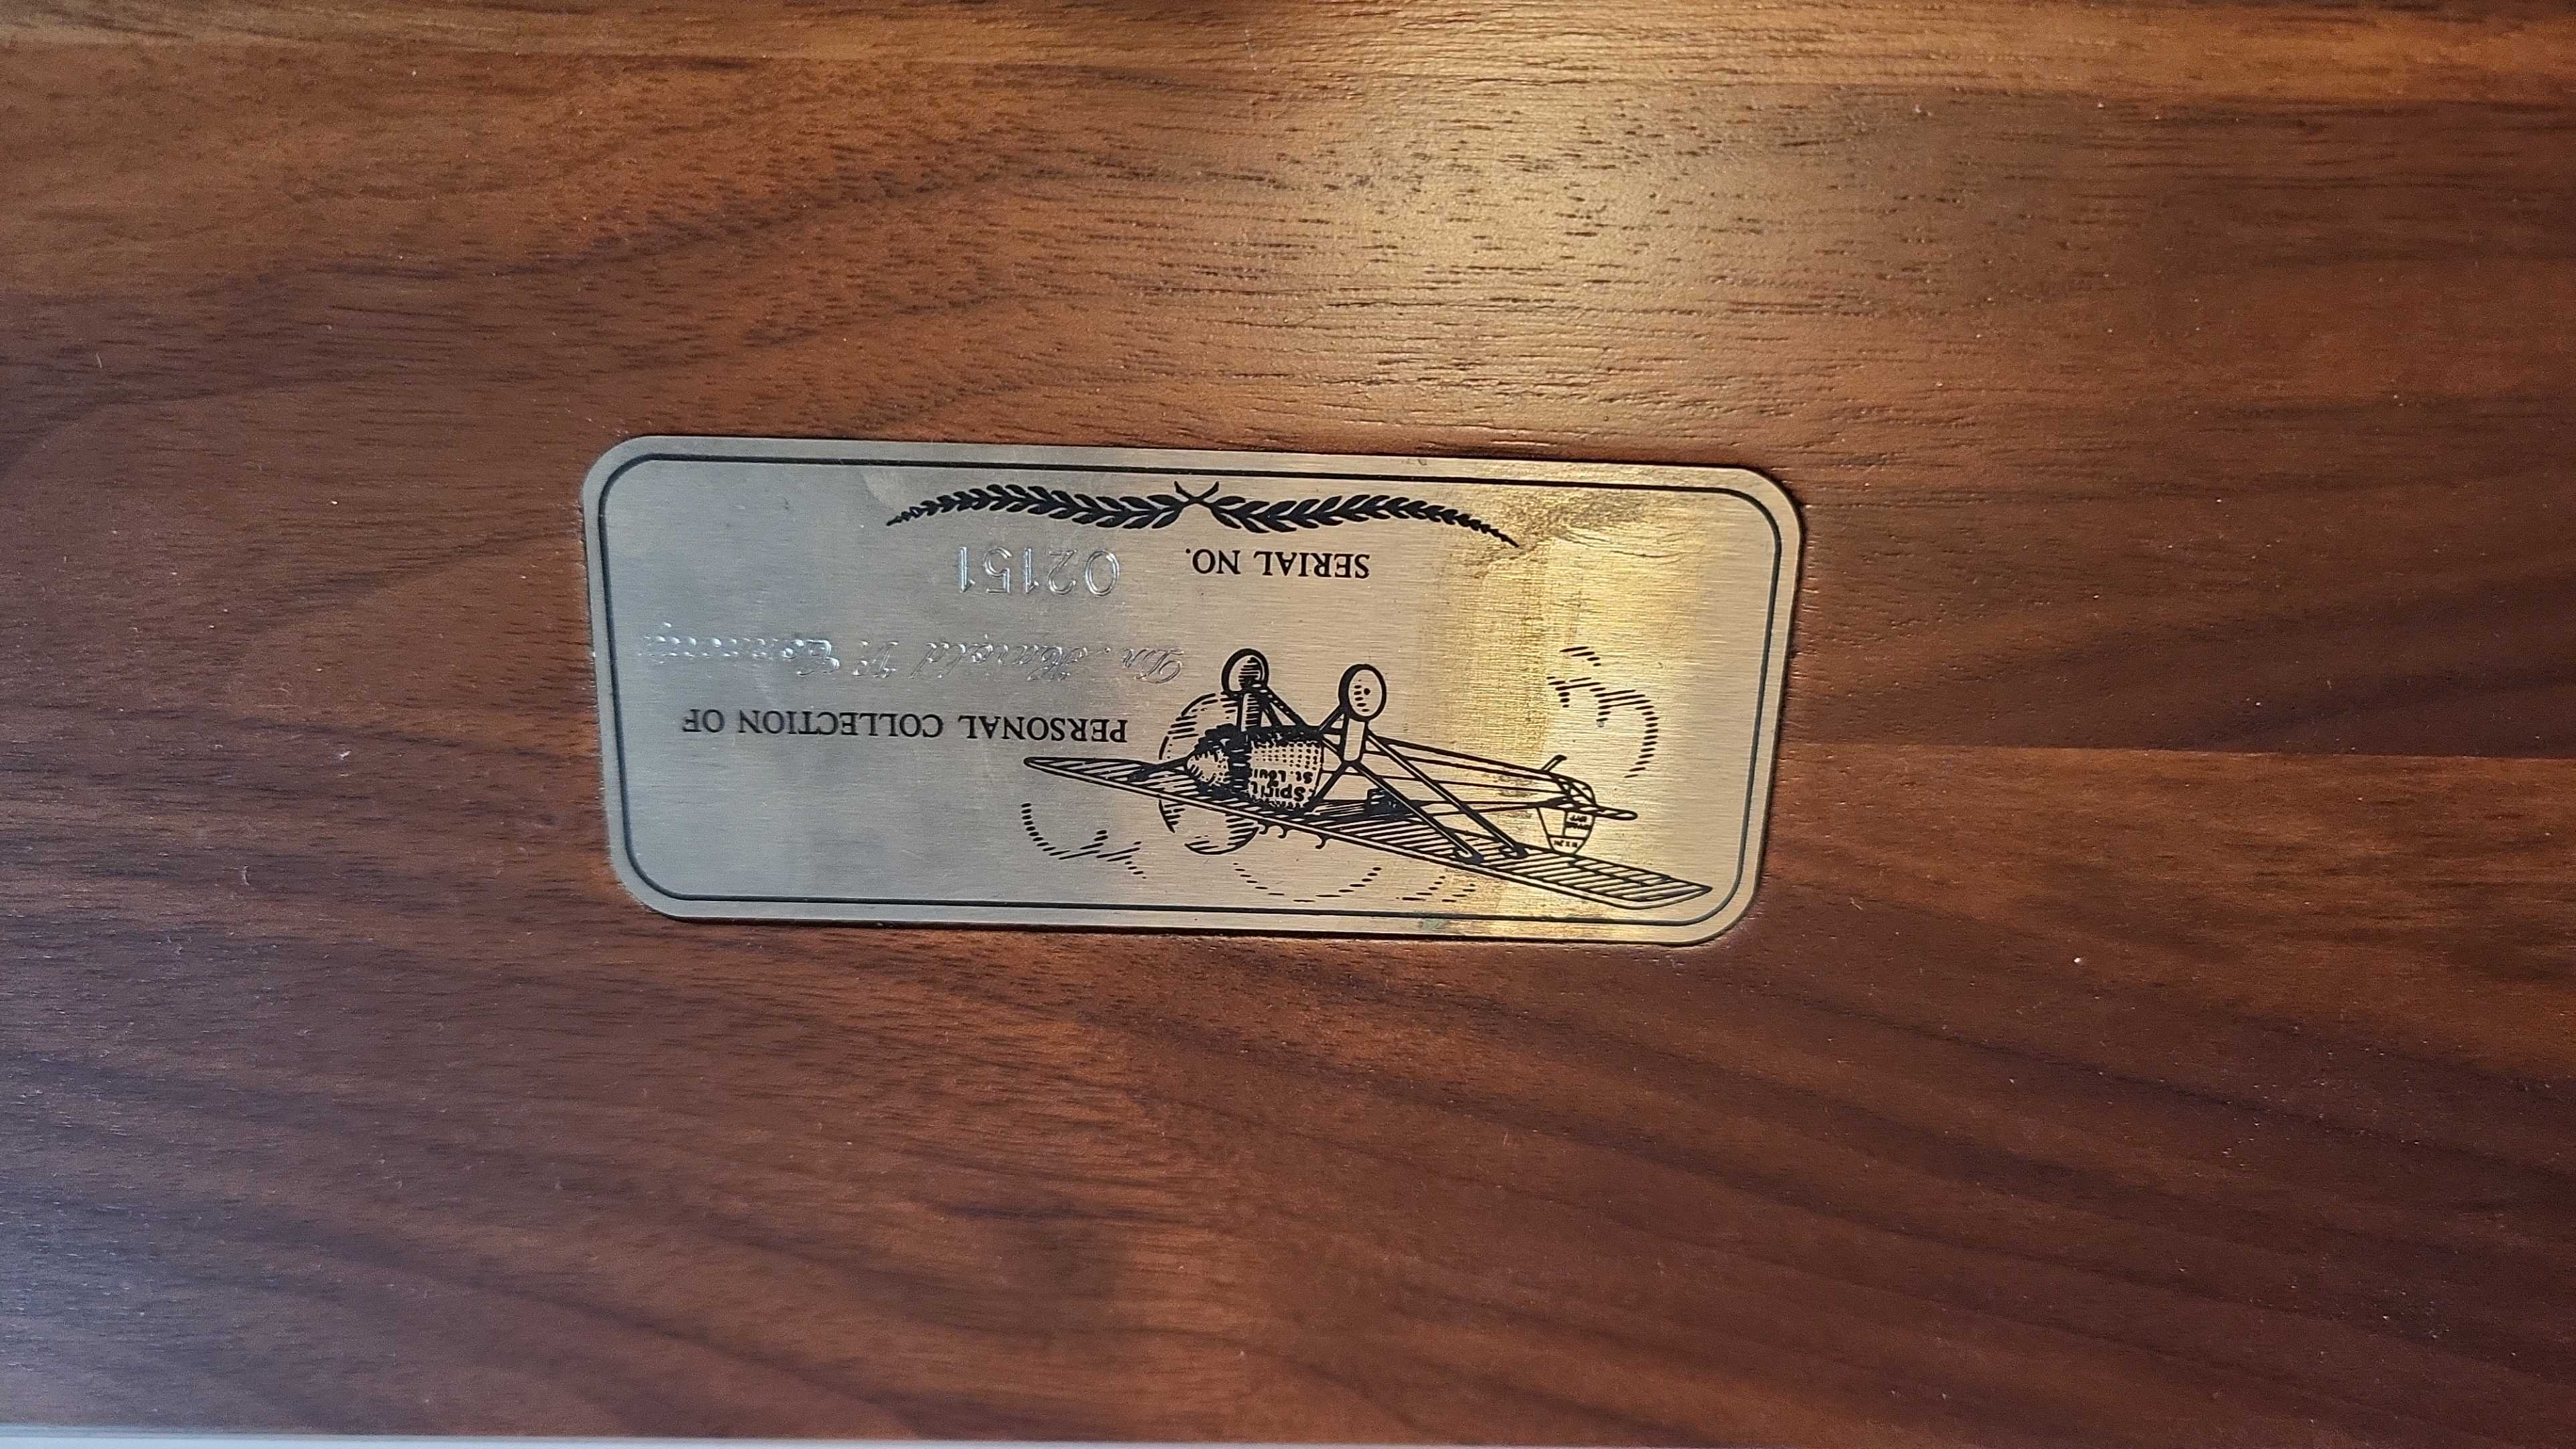 Spirit
St. Louis
PERSONAL COLLECTION OF
Dr. Harold V.
SERIAL NO. 02151